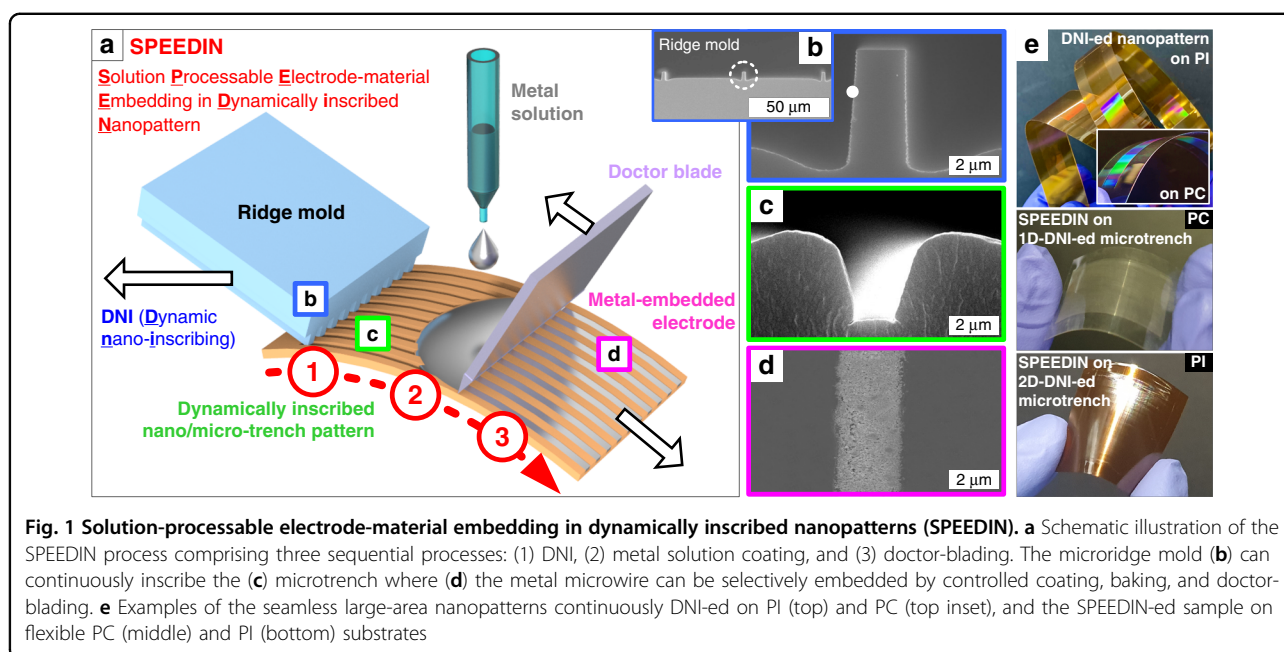 a SPEEDIN
Solution Processable Electrode-material
Embedding in Dynamically inscribed
Nanopattern
Metal
solution
Doctor blade
Ridge mold
b
DNI (Dynamic
nano-inscribing)
c
Metal-embedded
electrode
d
1
2
3
Dynamically inscribed
nano/micro-trench pattern
Ridge mold
50 μm
b
2 μm
c
2 μm
d
2 μm
e
DNI-ed nanopattern
on PI
on PC
SPEEDIN on
1D-DNI-ed microtrench
PC
SPEEDIN on
2D-DNI-ed
microtrench
PI
Fig. 1 Solution-processable electrode-material embedding in dynamically inscribed nanopatterns (SPEEDIN). a Schematic illustration of the
SPEEDIN process comprising three sequential processes: (1) DNI, (2) metal solution coating, and (3) doctor-blading. The microridge mold (b) can
continuously inscribe the (c) microtrench where (d) the metal microwire can be selectively embedded by controlled coating, baking, and doctor-
blading. e Examples of the seamless large-area nanopatterns continuously DNI-ed on PI (top) and PC (top inset), and the SPEEDIN-ed sample on
flexible PC (middle) and PI (bottom) substrates